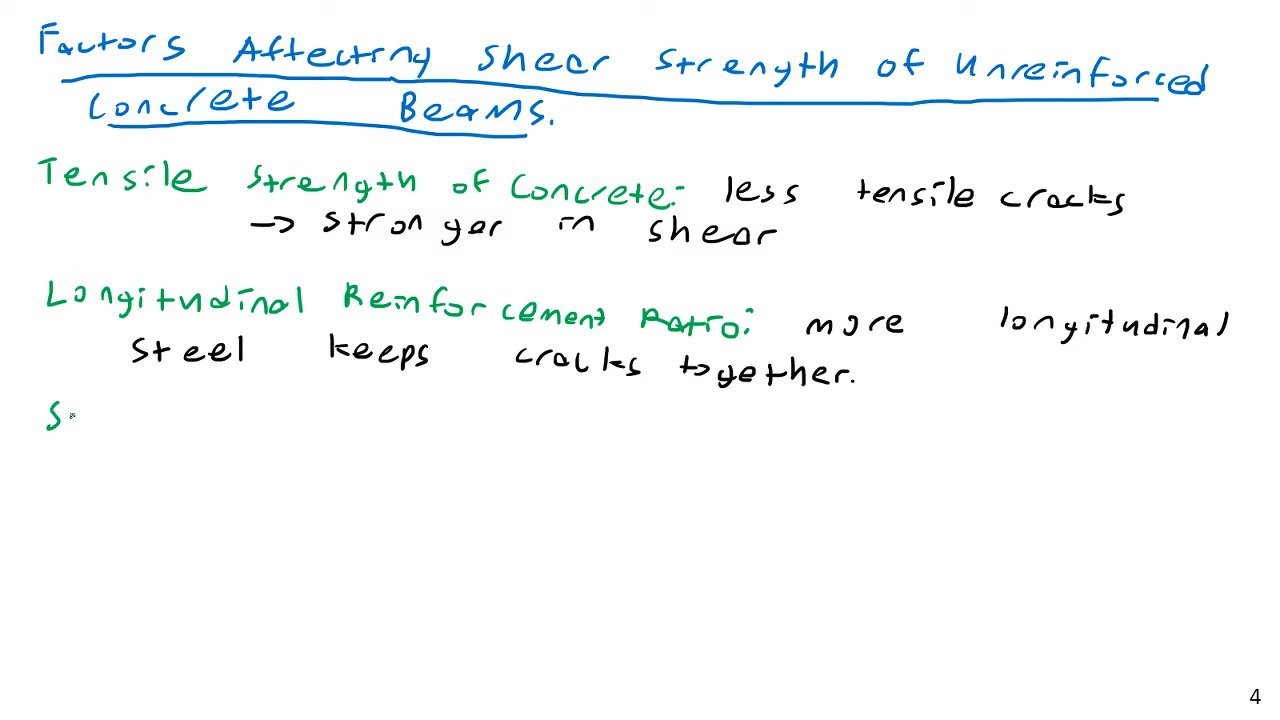 Factors Affecting Shear Strength of Unreinforced
Concrete Beams.
Tensile Strength of Concrete: less tensile cracks
→ stronger in shear
Longitudinal Reinforcement Ratio: more longitudinal
steel keeps cracks together.
S
4